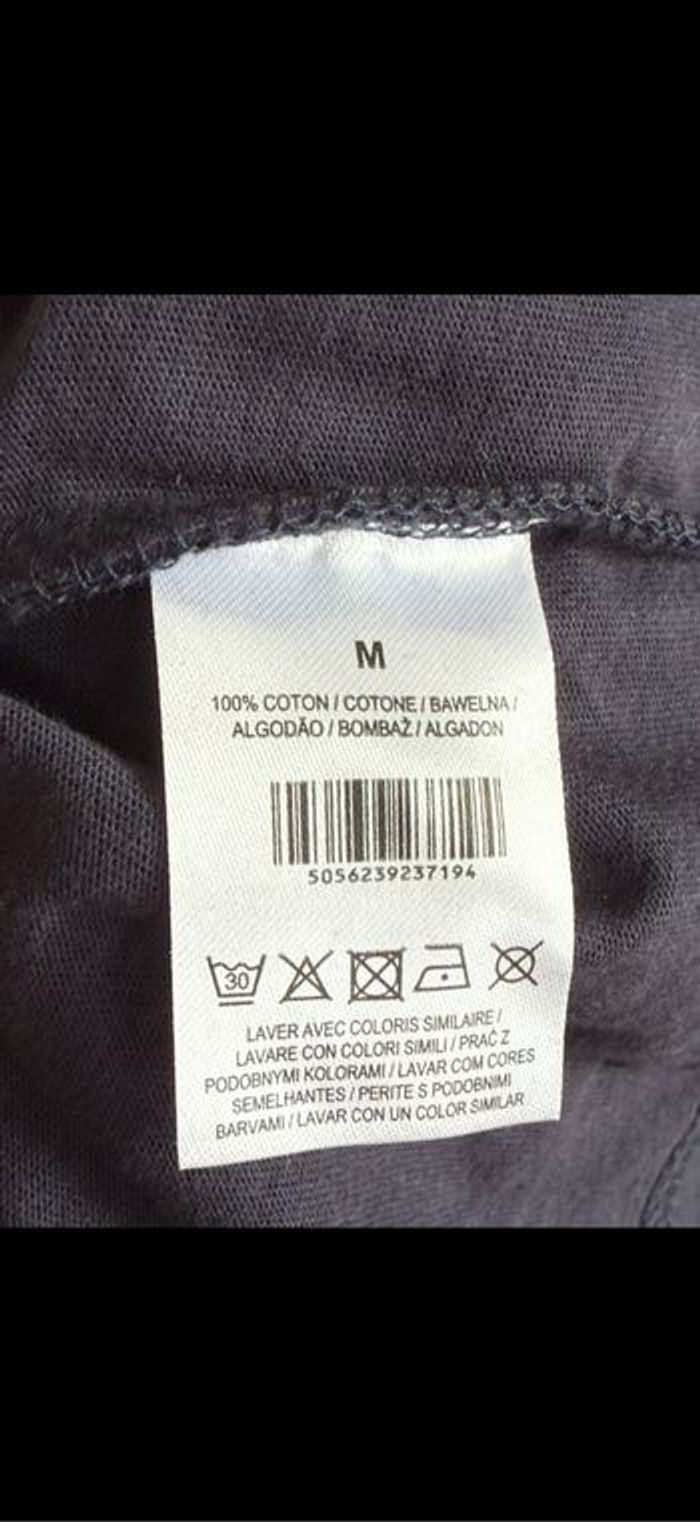 M
100% COTON / COTONE / BAWELNA /
ALGODÃO / BOMBAŽ / ALGADON
5056239237194
30
LAVER AVEC COLORIS SIMILAIRE /
LAVARE CON COLORI SIMILI / PRAĆ Z
PODOBNYMI KOLORAMI / LAVAR COM CORES
SEMELHANTES / PERITE S PODOBNIMI
BARVAMI / LAVAR CON UN COLOR SIMILAR